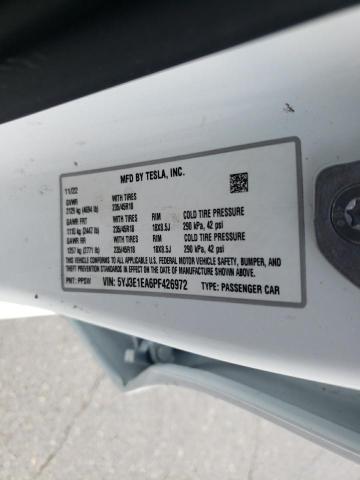 MFD BY TESLA, INC.
11/22
GVWR WITH TIRES
2129 kg (4694 lb) 235/45R18
GAWR FRT WITH TIRES RIM COLD TIRE PRESSURE
1110 kg (2447 lb) 235/45R18 18X8.5J 290 kPa, 42 psi
GAWR RR WITH TIRES RIM COLD TIRE PRESSURE
1257 kg (2771 lb) 235/45R18 18X8.5J 290 kPa, 42 psi
THIS VEHICLE CONFORMS TO ALL APPLICABLE
U.S. FEDERAL MOTOR VEHICLE SAFETY, BUMPER, AND
THEFT PREVENTION STANDARDS IN EFFECT ON THE
DATE OF MANUFACTURE SHOWN ABOVE.
PNT: PPSW VIN: 5YJ3E1EA6PF426972 TYPE: PASSENGER CAR